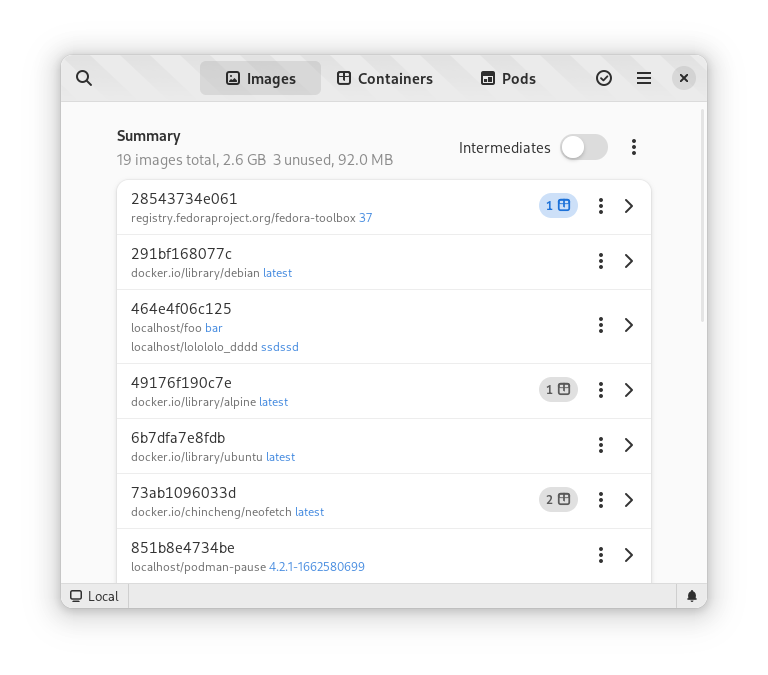 Images
Containers
Pods
Summary
19 images total, 2.6 GB 3 unused, 92.0 MB
Intermediates
28543734e061
registry.fedoraproject.org/fedora-toolbox 37
1
291bf168077c
docker.io/library/debian latest
464e4f06c125
localhost/foo bar
localhost/lolololo_dddd ssdssd
49176f190c7e
docker.io/library/alpine latest
1
6b7dfa7e8fdb
docker.io/library/ubuntu latest
73ab1096033d
docker.io/chincheng/neofetch latest
2
851b8e4734be
localhost/podman-pause 4.2.1-1662580699
Local